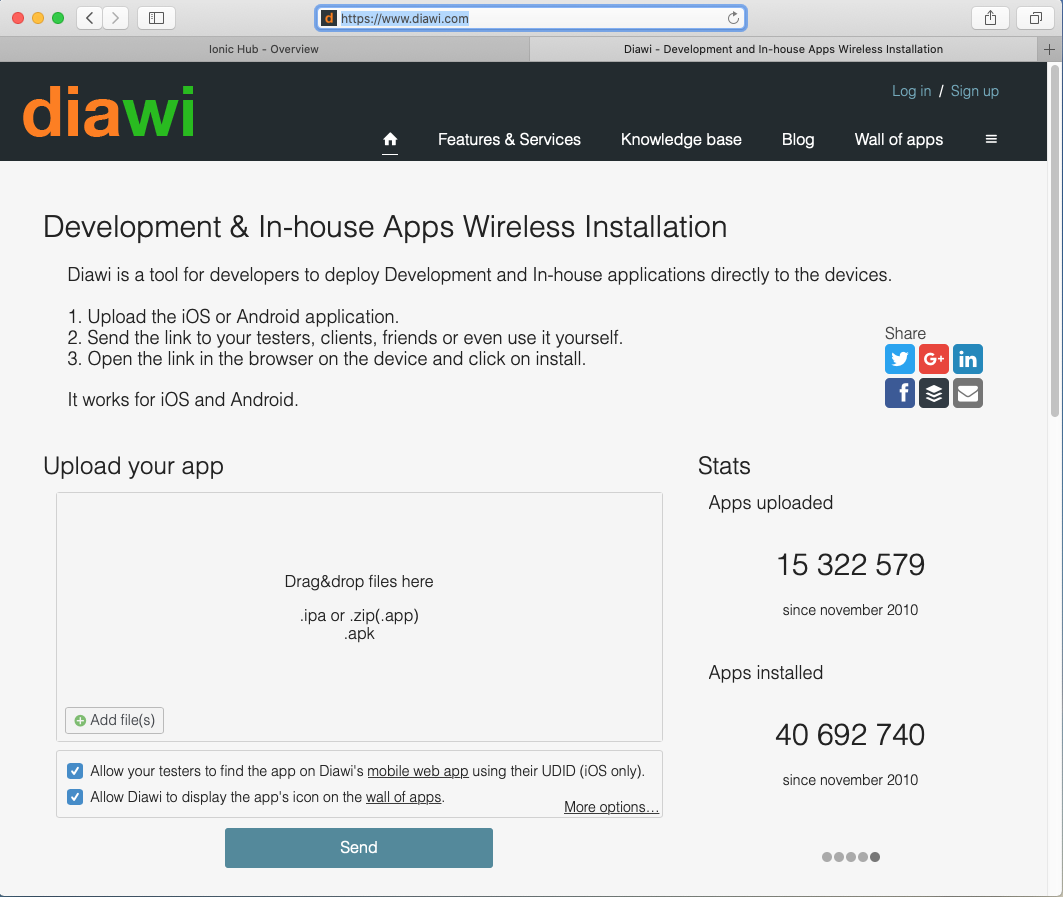 d https://www.diawi.com
Ionic Hub - Overview
Diawi - Development and In-house Apps Wireless Installation
diawi
Log in / Sign up
Features & Services
Knowledge base
Blog
Wall of apps
Development & In-house Apps Wireless Installation
Diawi is a tool for developers to deploy Development and In-house applications directly to the devices.
1. Upload the iOS or Android application.
2. Send the link to your testers, clients, friends or even use it yourself.
3. Open the link in the browser on the device and click on install.
It works for iOS and Android.
Share
G+
in
f
Upload your app
Drag&drop files here
.ipa or .zip(.app)
.apk
Add file(s)
Allow your testers to find the app on Diawi's mobile web app using their UDID (iOS only).
Allow Diawi to display the app's icon on the wall of apps.
More options...
Send
Stats
Apps uploaded
15 322 579
since november 2010
Apps installed
40 692 740
since november 2010